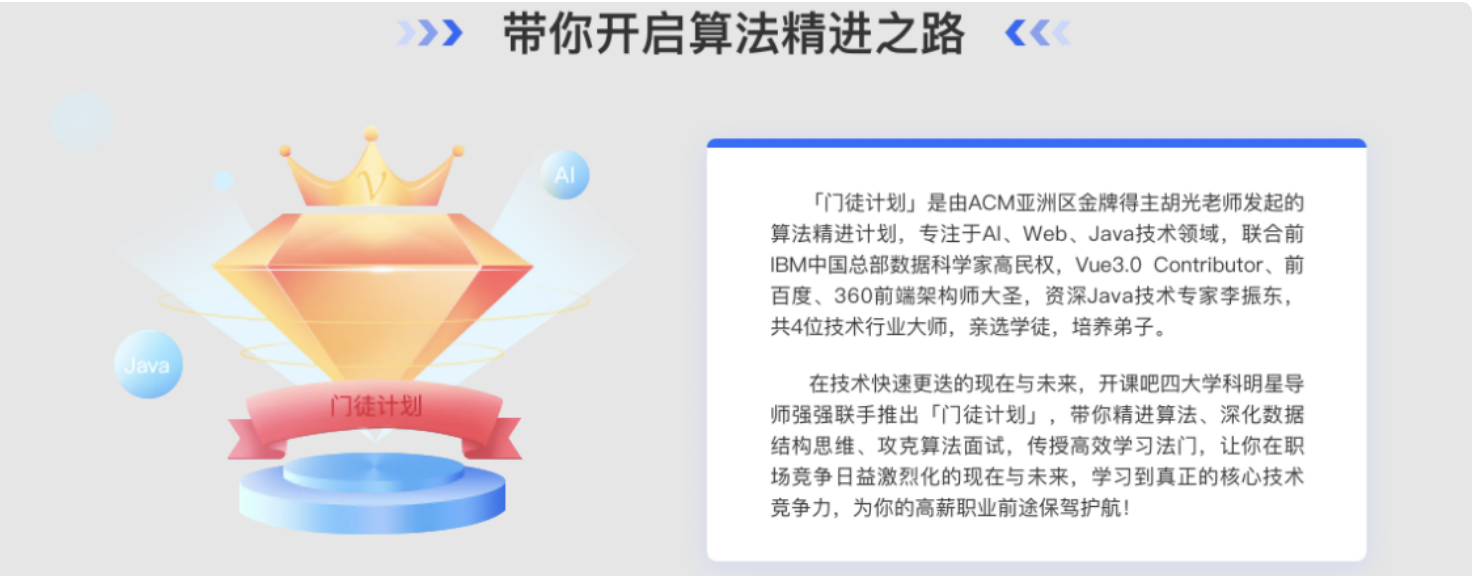 带你开启算法精进之路
AI
Java
门徒计划
「门徒计划」是由ACM亚洲区金牌得主胡光老师发起的
算法精进计划，专注于AI、Web、Java技术领域，联合前
IBM中国总部数据科学家高民权，Vue3.0 Contributor、前
百度、360前端架构师大圣，资深Java技术专家李振东，
共4位技术行业大师，亲选学徒，培养弟子。
在技术快速更迭的现在与未来，开课吧四大学科明星导
师强强联手推出「门徒计划」，带你精进算法、深化数据
结构思维、攻克算法面试，传授高效学习法门，让你在职
场竞争日益激烈化的现在与未来，学习到真正的核心技术
竞争力，为你的高薪职业前途保驾护航！